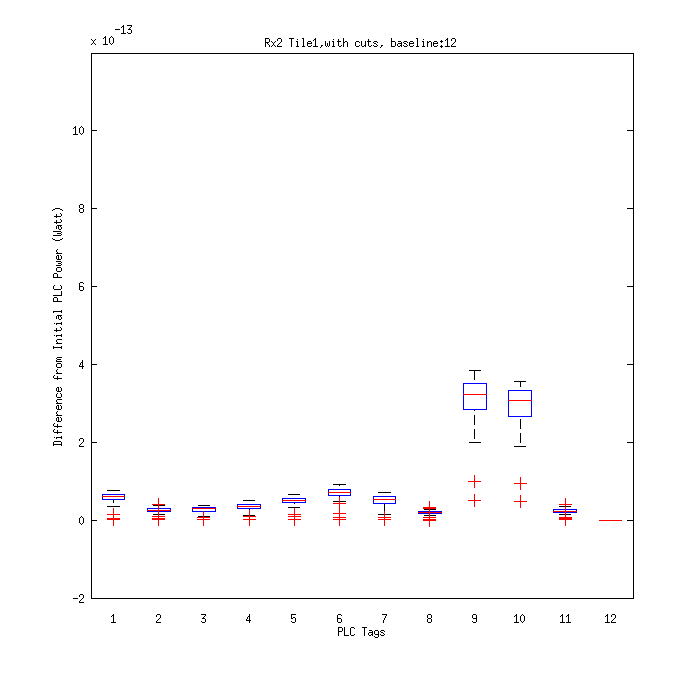 x 10^-13
Rx2 Tile1,with cuts, baseline:12
Difference from Initial PLC Power (Watt)
10
8
6
4
2
0
-2
1 2 3 4 5 6 7 8 9 10 11 12
PLC Tags